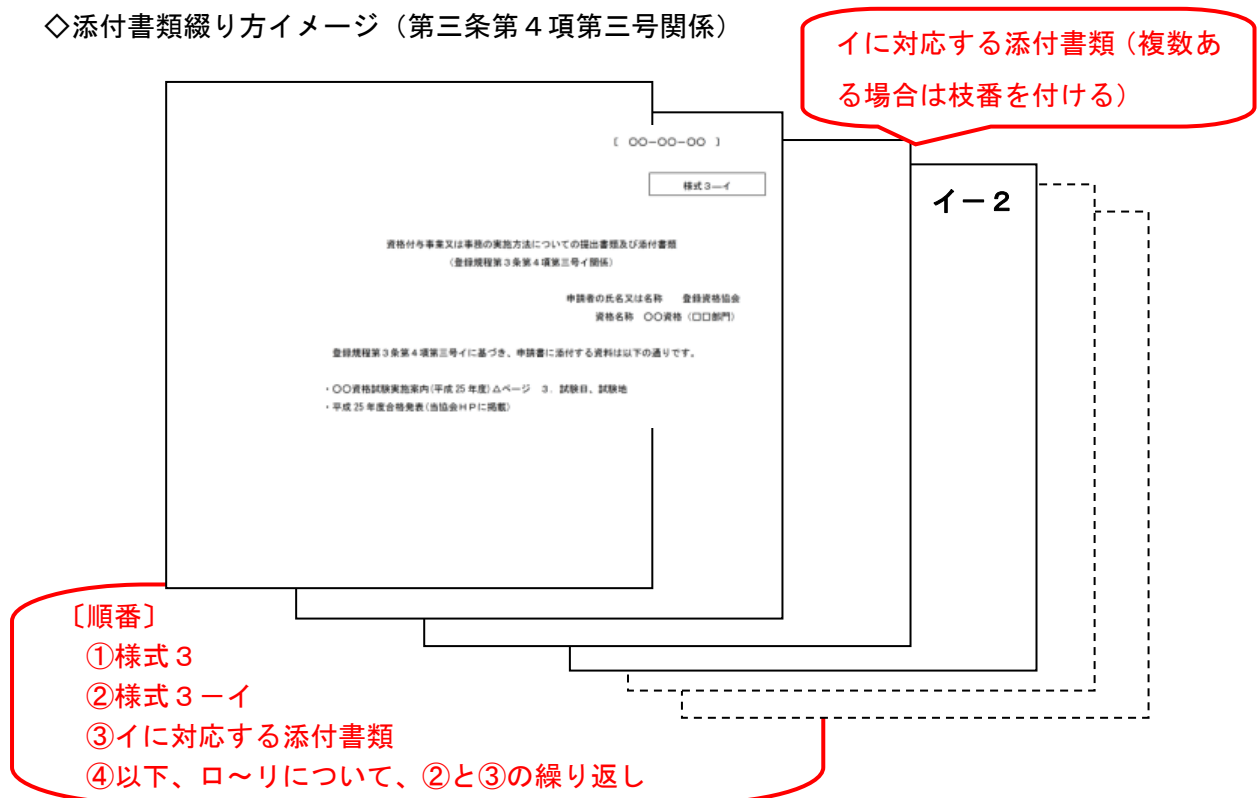 ◇添付書類綴り方イメージ（第三条第４項第三号関係）
イに対応する添付書類（複数あ
る場合は枝番を付ける）
〔 〇〇－〇〇－〇〇 〕
様式３―イ
イ－２
資格付与事業又は事務の実施方法についての提出書類及び添付書類
（登録規程第３条第４項第三号イ関係）
申請者の氏名又は名称　登録資格協会
資格名称　〇〇資格（□□部門）
登録規程第３条第４項第三号イに基づき、申請書に添付する資料は以下の通りです。
・〇〇資格試験実施案内(平成25年度)△ページ　３．試験日、試験地
・平成25年度合格発表(当協会ＨＰに掲載)
〔順番〕
①様式３
②様式３－イ
③イに対応する添付書類
④以下、ロ～リについて、②と③の繰り返し